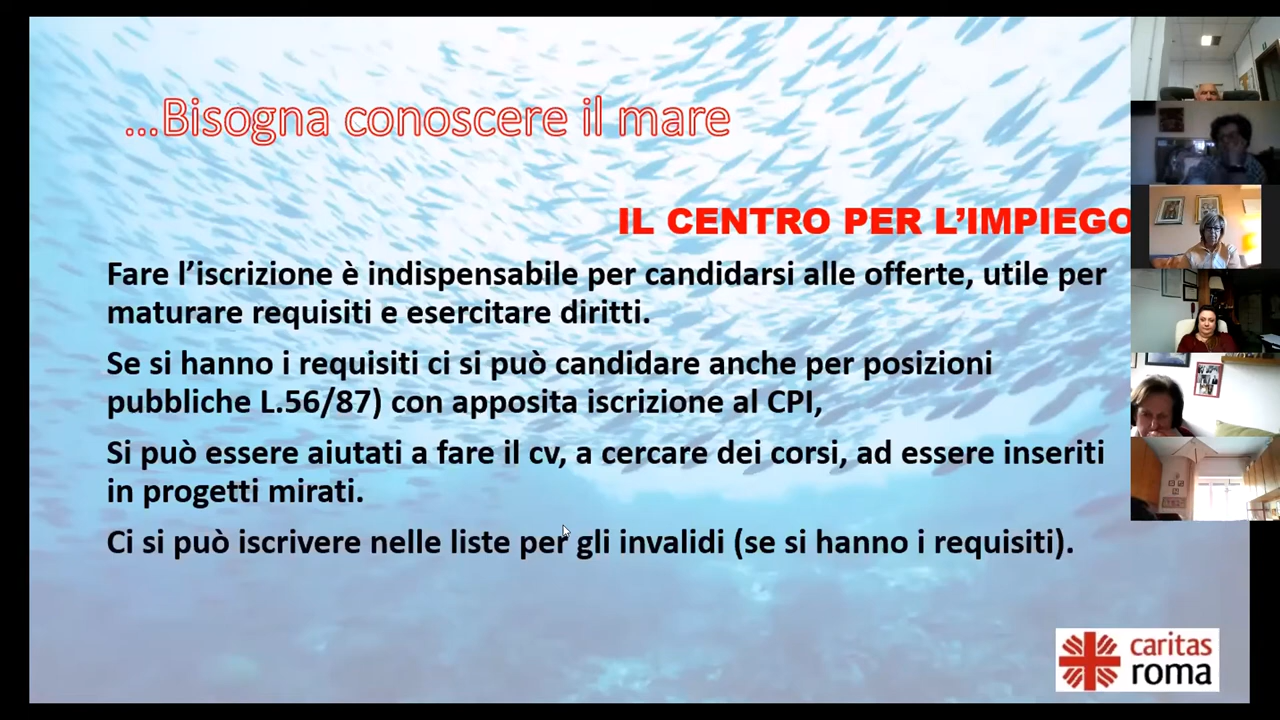 ...Bisogna conoscere il mare
IL CENTRO PER L’IMPIEGO
Fare l’iscrizione è indispensabile per candidarsi alle offerte, utile per
maturare requisiti e esercitare diritti.
Se si hanno i requisiti ci si può candidare anche per posizioni
pubbliche L.56/87) con apposita iscrizione al CPI,
Si può essere aiutati a fare il cv, a cercare dei corsi, ad essere inseriti
in progetti mirati.
Ci si può iscrivere nelle liste per gli invalidi (se si hanno i requisiti).
caritas
roma